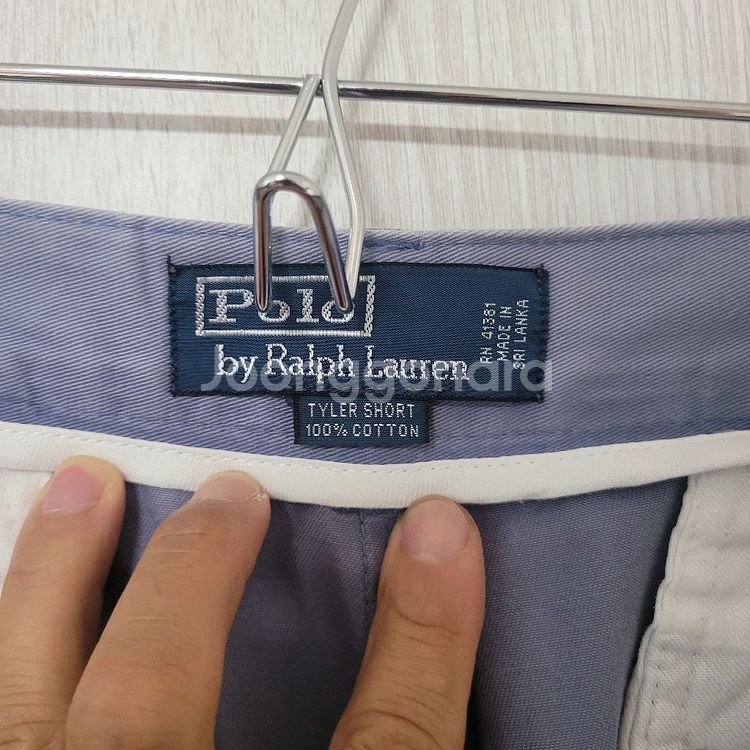 Polo
by Ralph Lauren
RN 41381
MADE IN
SRI LANKA
Joonggonara
TYLER SHORT
100% COTTON